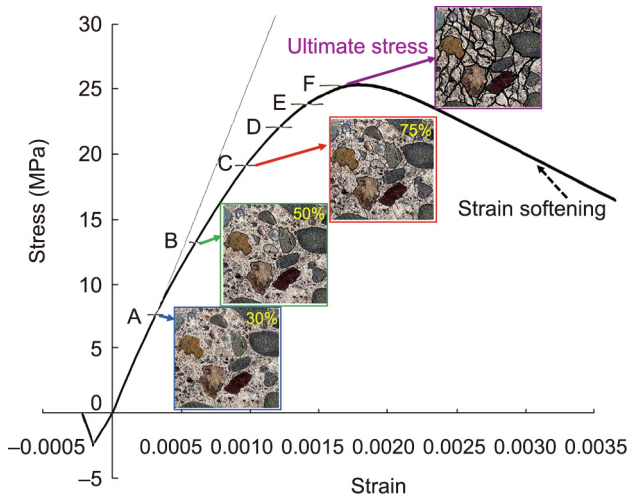 30
25
20
15
10
5
0
–5
Stress (MPa)
Ultimate stress
F
E
D
C
B
A
75%
50%
30%
Strain softening
–0.0005 0.0005 0.0010 0.0015 0.0020 0.0025 0.0030 0.0035
Strain